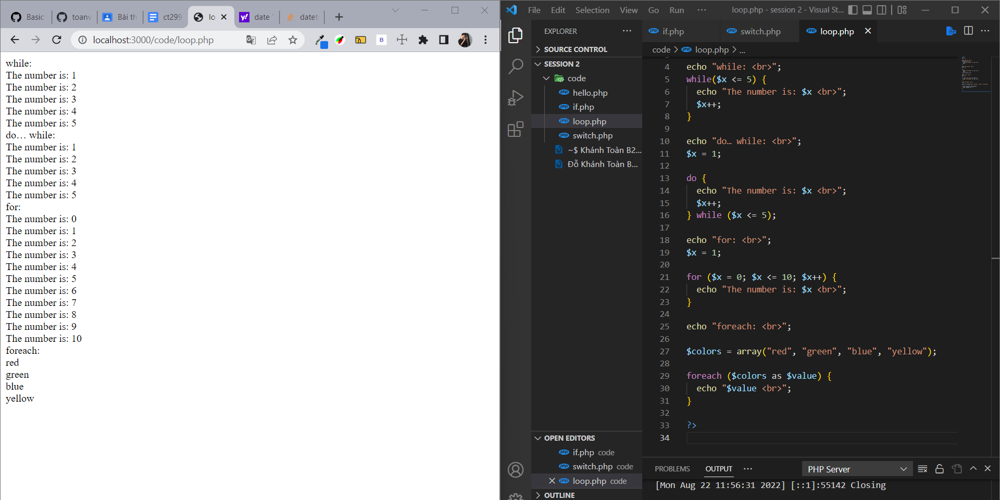 Basic
toanv
Bài th
ct299
lo
date
datet
localhost:3000/code/loop.php
while:
The number is: 1
The number is: 2
The number is: 3
The number is: 4
The number is: 5
do… while:
The number is: 1
The number is: 2
The number is: 3
The number is: 4
The number is: 5
for:
The number is: 0
The number is: 1
The number is: 2
The number is: 3
The number is: 4
The number is: 5
The number is: 6
The number is: 7
The number is: 8
The number is: 9
The number is: 10
foreach:
red
green
blue
yellow
File Edit Selection View Go Run ··· loop.php - session 2 - Visual St...
EXPLORER ···
SOURCE CONTROL
SESSION 2
code
hello.php
if.php
loop.php
switch.php
~$ Khánh Toàn B2...
Đỗ Khánh Toàn B...
OPEN EDITORS
if.php code
switch.php code
loop.php code
OUTLINE
if.php switch.php loop.php
code > loop.php > ...
4 echo "while: <br>";
5 while($x <= 5) {
6 echo "The number is: $x <br>";
7 $x++;
8 }
9
10 echo "do… while: <br>";
11 $x = 1;
12
13 do {
14 echo "The number is: $x <br>";
15 $x++;
16 } while ($x <= 5);
17
18 echo "for: <br>";
19 $x = 1;
20
21 for ($x = 0; $x <= 10; $x++) {
22 echo "The number is: $x <br>";
23 }
24
25 echo "foreach: <br>";
26
27 $colors = array("red", "green", "blue", "yellow");
28
29 foreach ($colors as $value) {
30 echo "$value <br>";
31 }
32
33 ?>
34
PROBLEMS OUTPUT ··· PHP Server
[Mon Aug 22 11:56:31 2022] [::1]:55142 Closing